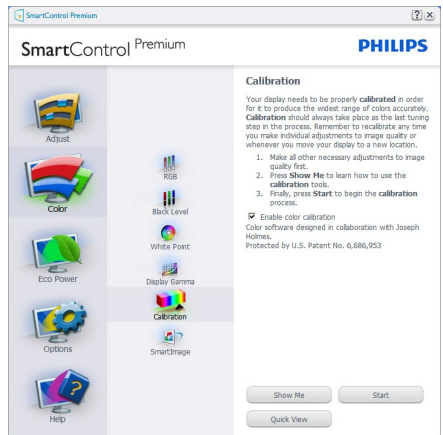 SmartControl Premium
SmartControl Premium
PHILIPS
Adjust
Color
Eco Power
Options
Help
RGB
Black Level
White Point
Display Gamma
Calibration
SmartImage
Calibration
Your display needs to be properly calibrated in order
for it to produce the widest range of colors accurately.
Calibration should always take place as the last tuning
step in the process. Remember to recalibrate any time
you make individual adjustments to image quality or
whenever you move your display to a new location.
1. Make all other necessary adjustments to image
quality first.
2. Press Show Me to learn how to use the
calibration tools.
3. Finally, press Start to begin the calibration
process.
Enable color calibration
Color software designed in collaboration with Joseph
Holmes.
Protected by U.S. Patent No. 6,686,953
Show Me
Start
Quick View